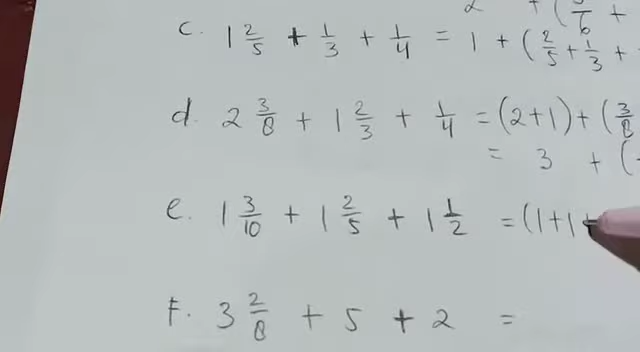 c. 1 2/5 + 1/3 + 1/4 = 1 + (2/5 + 1/3 +
d. 2 3/8 + 1 2/3 + 1/4 = (2+1) + (3/8
= 3 + (
e. 1 3/10 + 1 2/5 + 1 1/2 = (1+1+
f. 3 2/8 + 5 + 2 =